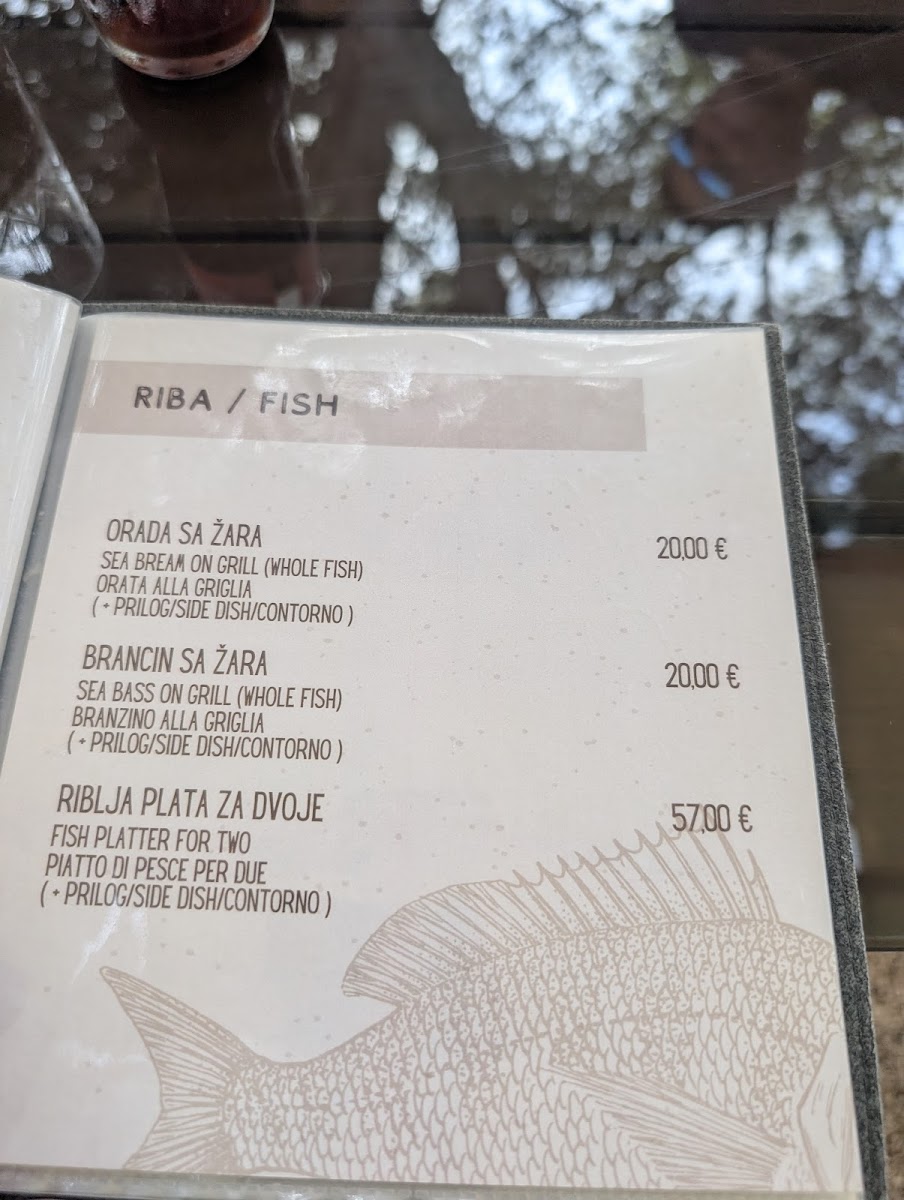 RIBA / FISH
ORADA SA ŽARA
20,00 €
SEA BREAM ON GRILL (WHOLE FISH)
ORATA ALLA GRIGLIA
( + PRILOG/SIDE DISH/CONTORNO )
BRANCIN SA ŽARA
20,00 €
SEA BASS ON GRILL (WHOLE FISH)
BRANZINO ALLA GRIGLIA
( + PRILOG/SIDE DISH/CONTORNO )
RIBLJA PLATA ZA DVOJE
57,00 €
FISH PLATTER FOR TWO
PIATTO DI PESCE PER DUE
( + PRILOG/SIDE DISH/CONTORNO )